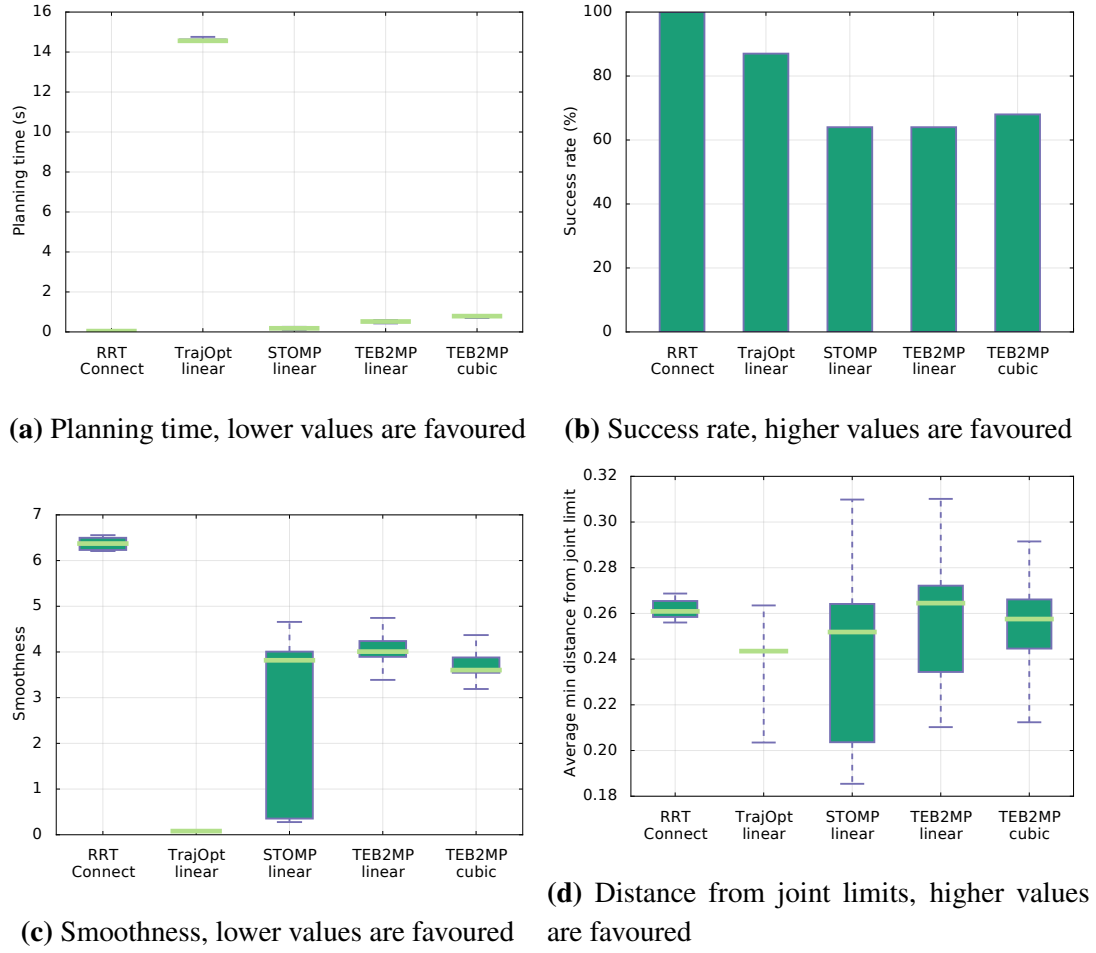 16
14
12
10
8
6
4
2
0
Planning time (s)
RRT
Connect
TrajOpt
linear
STOMP
linear
TEB2MP
linear
TEB2MP
cubic
(a) Planning time, lower values are favoured
100
80
60
40
20
0
Success rate (%)
RRT
Connect
TrajOpt
linear
STOMP
linear
TEB2MP
linear
TEB2MP
cubic
(b) Success rate, higher values are favoured
7
6
5
4
3
2
1
0
Smoothness
RRT
Connect
TrajOpt
linear
STOMP
linear
TEB2MP
linear
TEB2MP
cubic
(c) Smoothness, lower values are favoured
0.32
0.30
0.28
0.26
0.24
0.22
0.20
0.18
Average min distance from joint limit
RRT
Connect
TrajOpt
linear
STOMP
linear
TEB2MP
linear
TEB2MP
cubic
(d) Distance from joint limits, higher values
are favoured